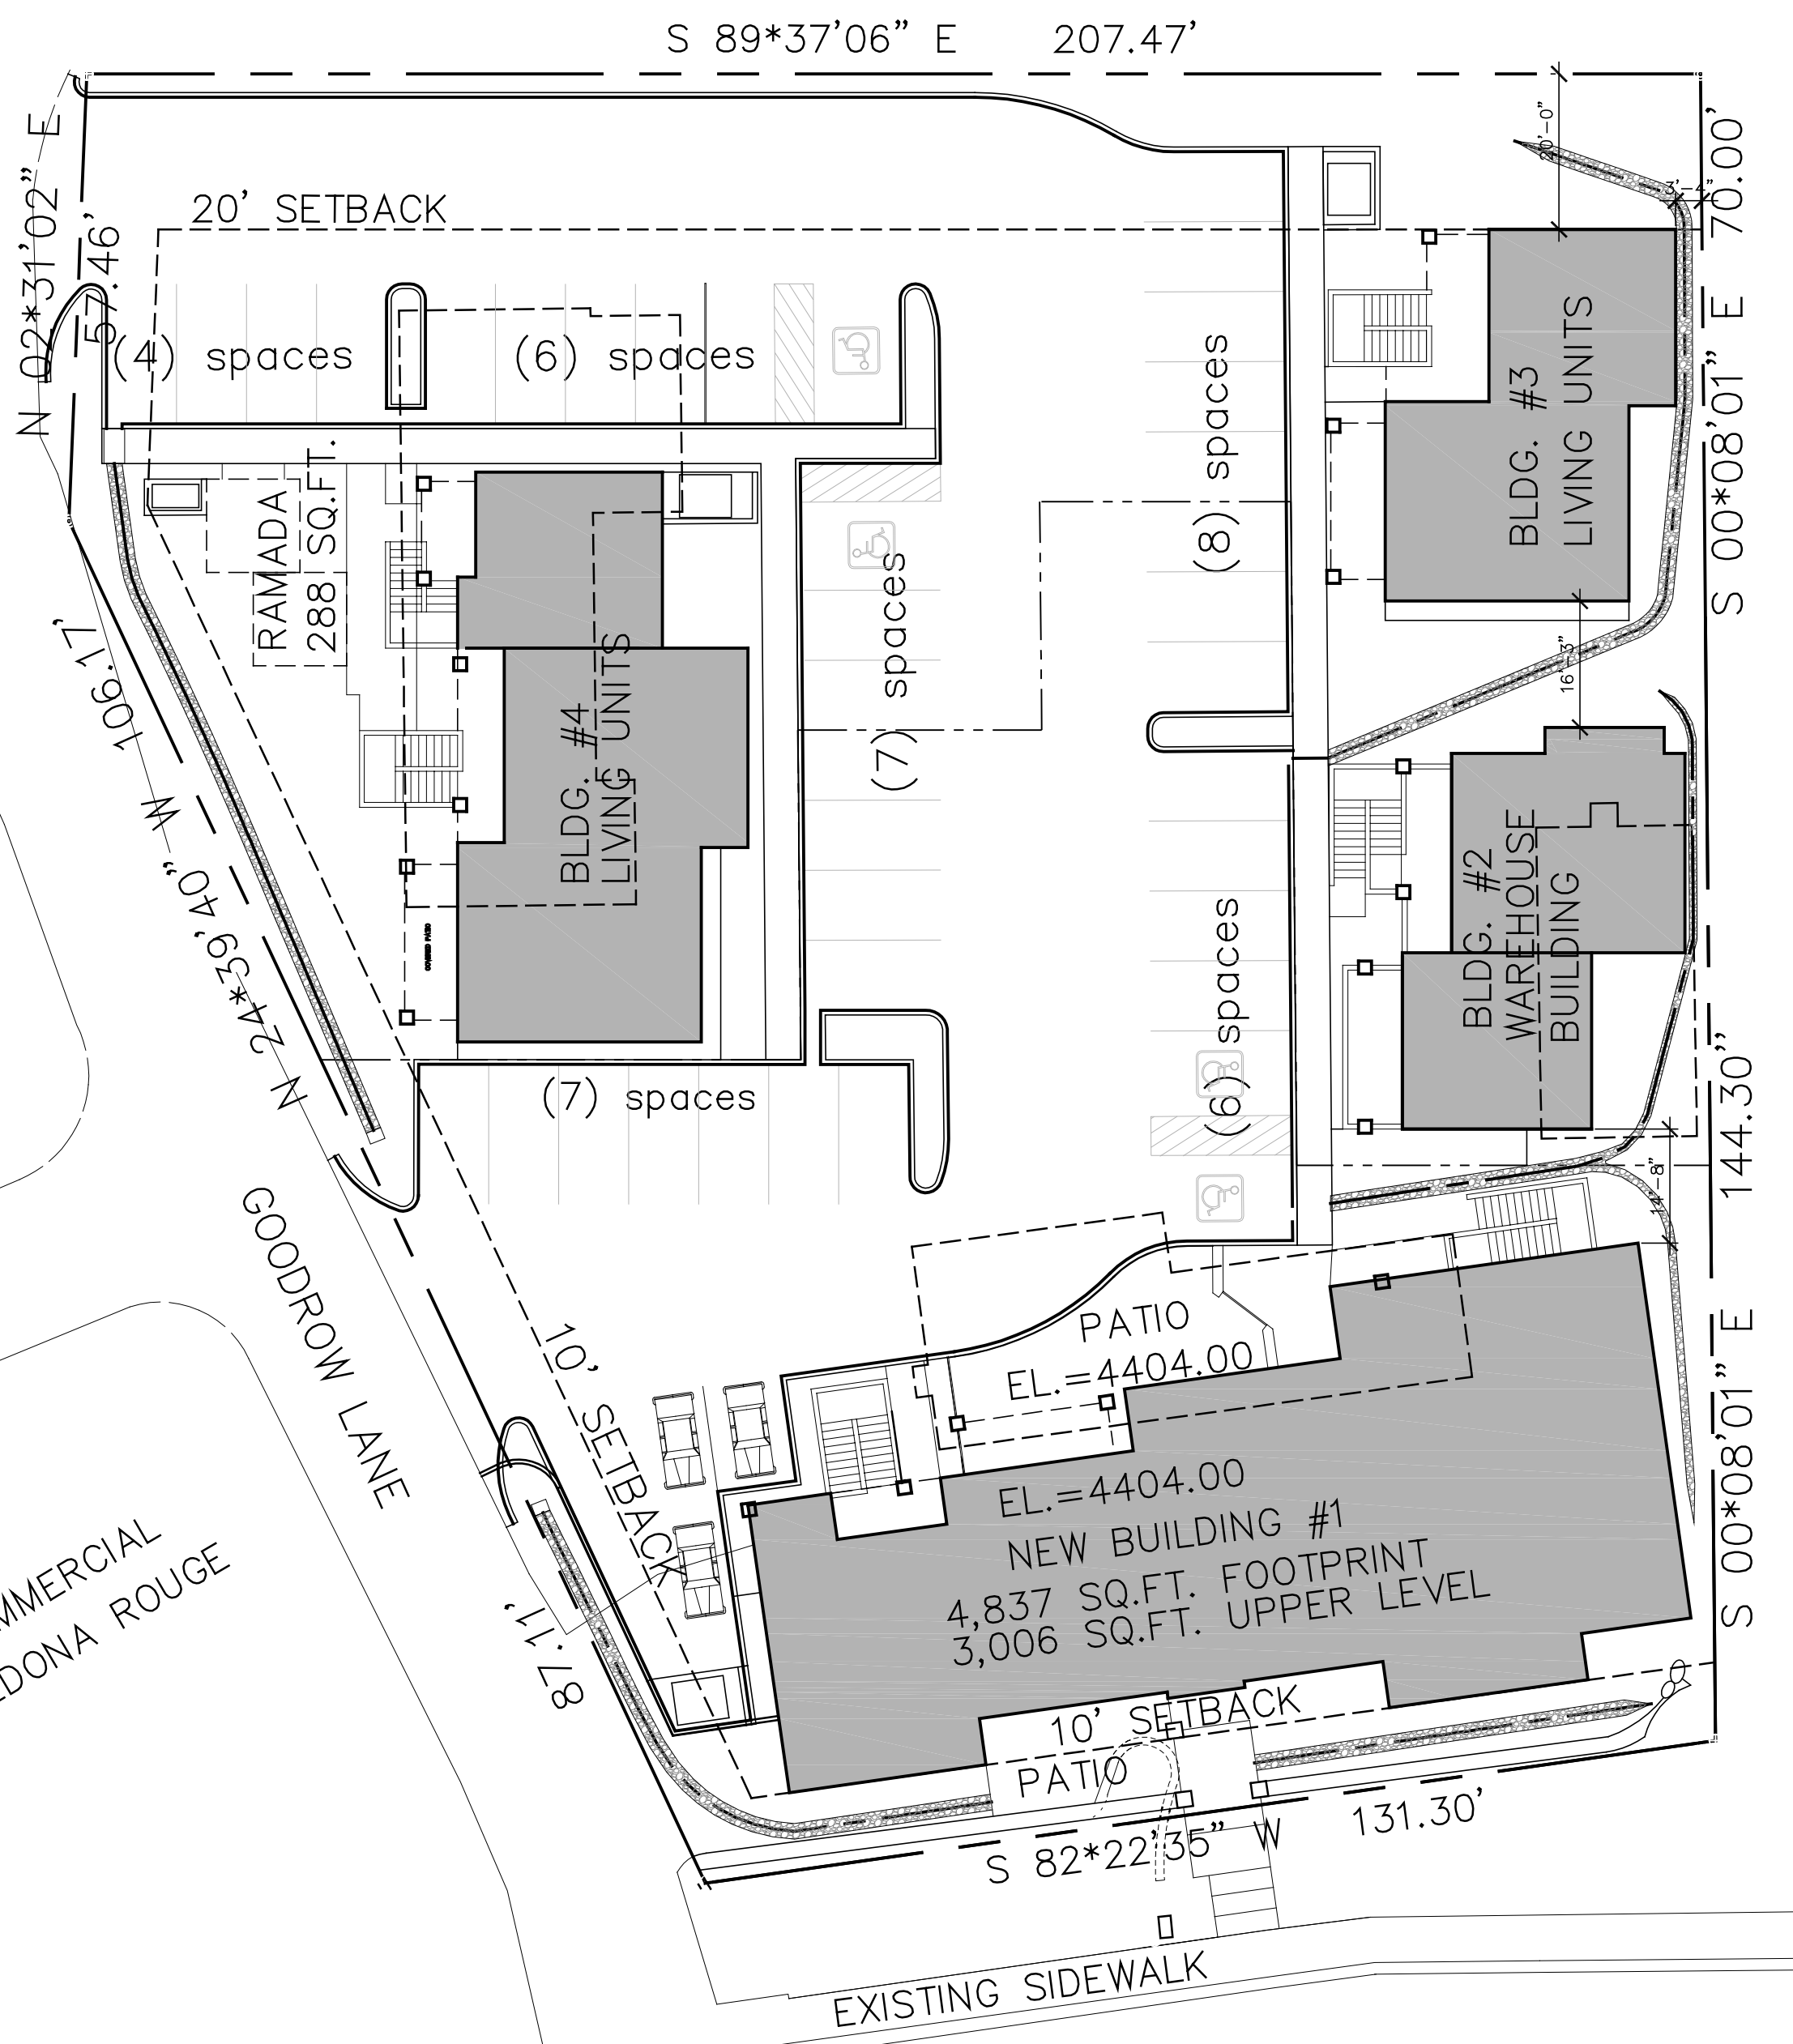 S 89*37'06" E 207.47'
N 02*31'02" E
57.46'
20' SETBACK
20'-0"
3'-4"
70.00'
S 00*08'01" E
(4) spaces
(6) spaces
(8) spaces
BLDG. #3
LIVING UNITS
RAMADA
288 SQ.FT.
(7) spaces
16'-3"
106.17'
N 24*39'40" W
BLDG. #4
LIVING UNITS
COVERED PATIO
BLDG. #2
WAREHOUSE
BUILDING
(6) spaces
(7) spaces
144.30"
S 00*08'01" E
14'-8"
GOODROW LANE
10' SETBACK
PATIO
EL.=4404.00
EL.=4404.00
NEW BUILDING #1
4,837 SQ.FT. FOOTPRINT
3,006 SQ.FT. UPPER LEVEL
MMERCIAL
DONA ROUGE
87.11'
10' SETBACK
PATIO
S 82*22'35" W 131.30'
EXISTING SIDEWALK